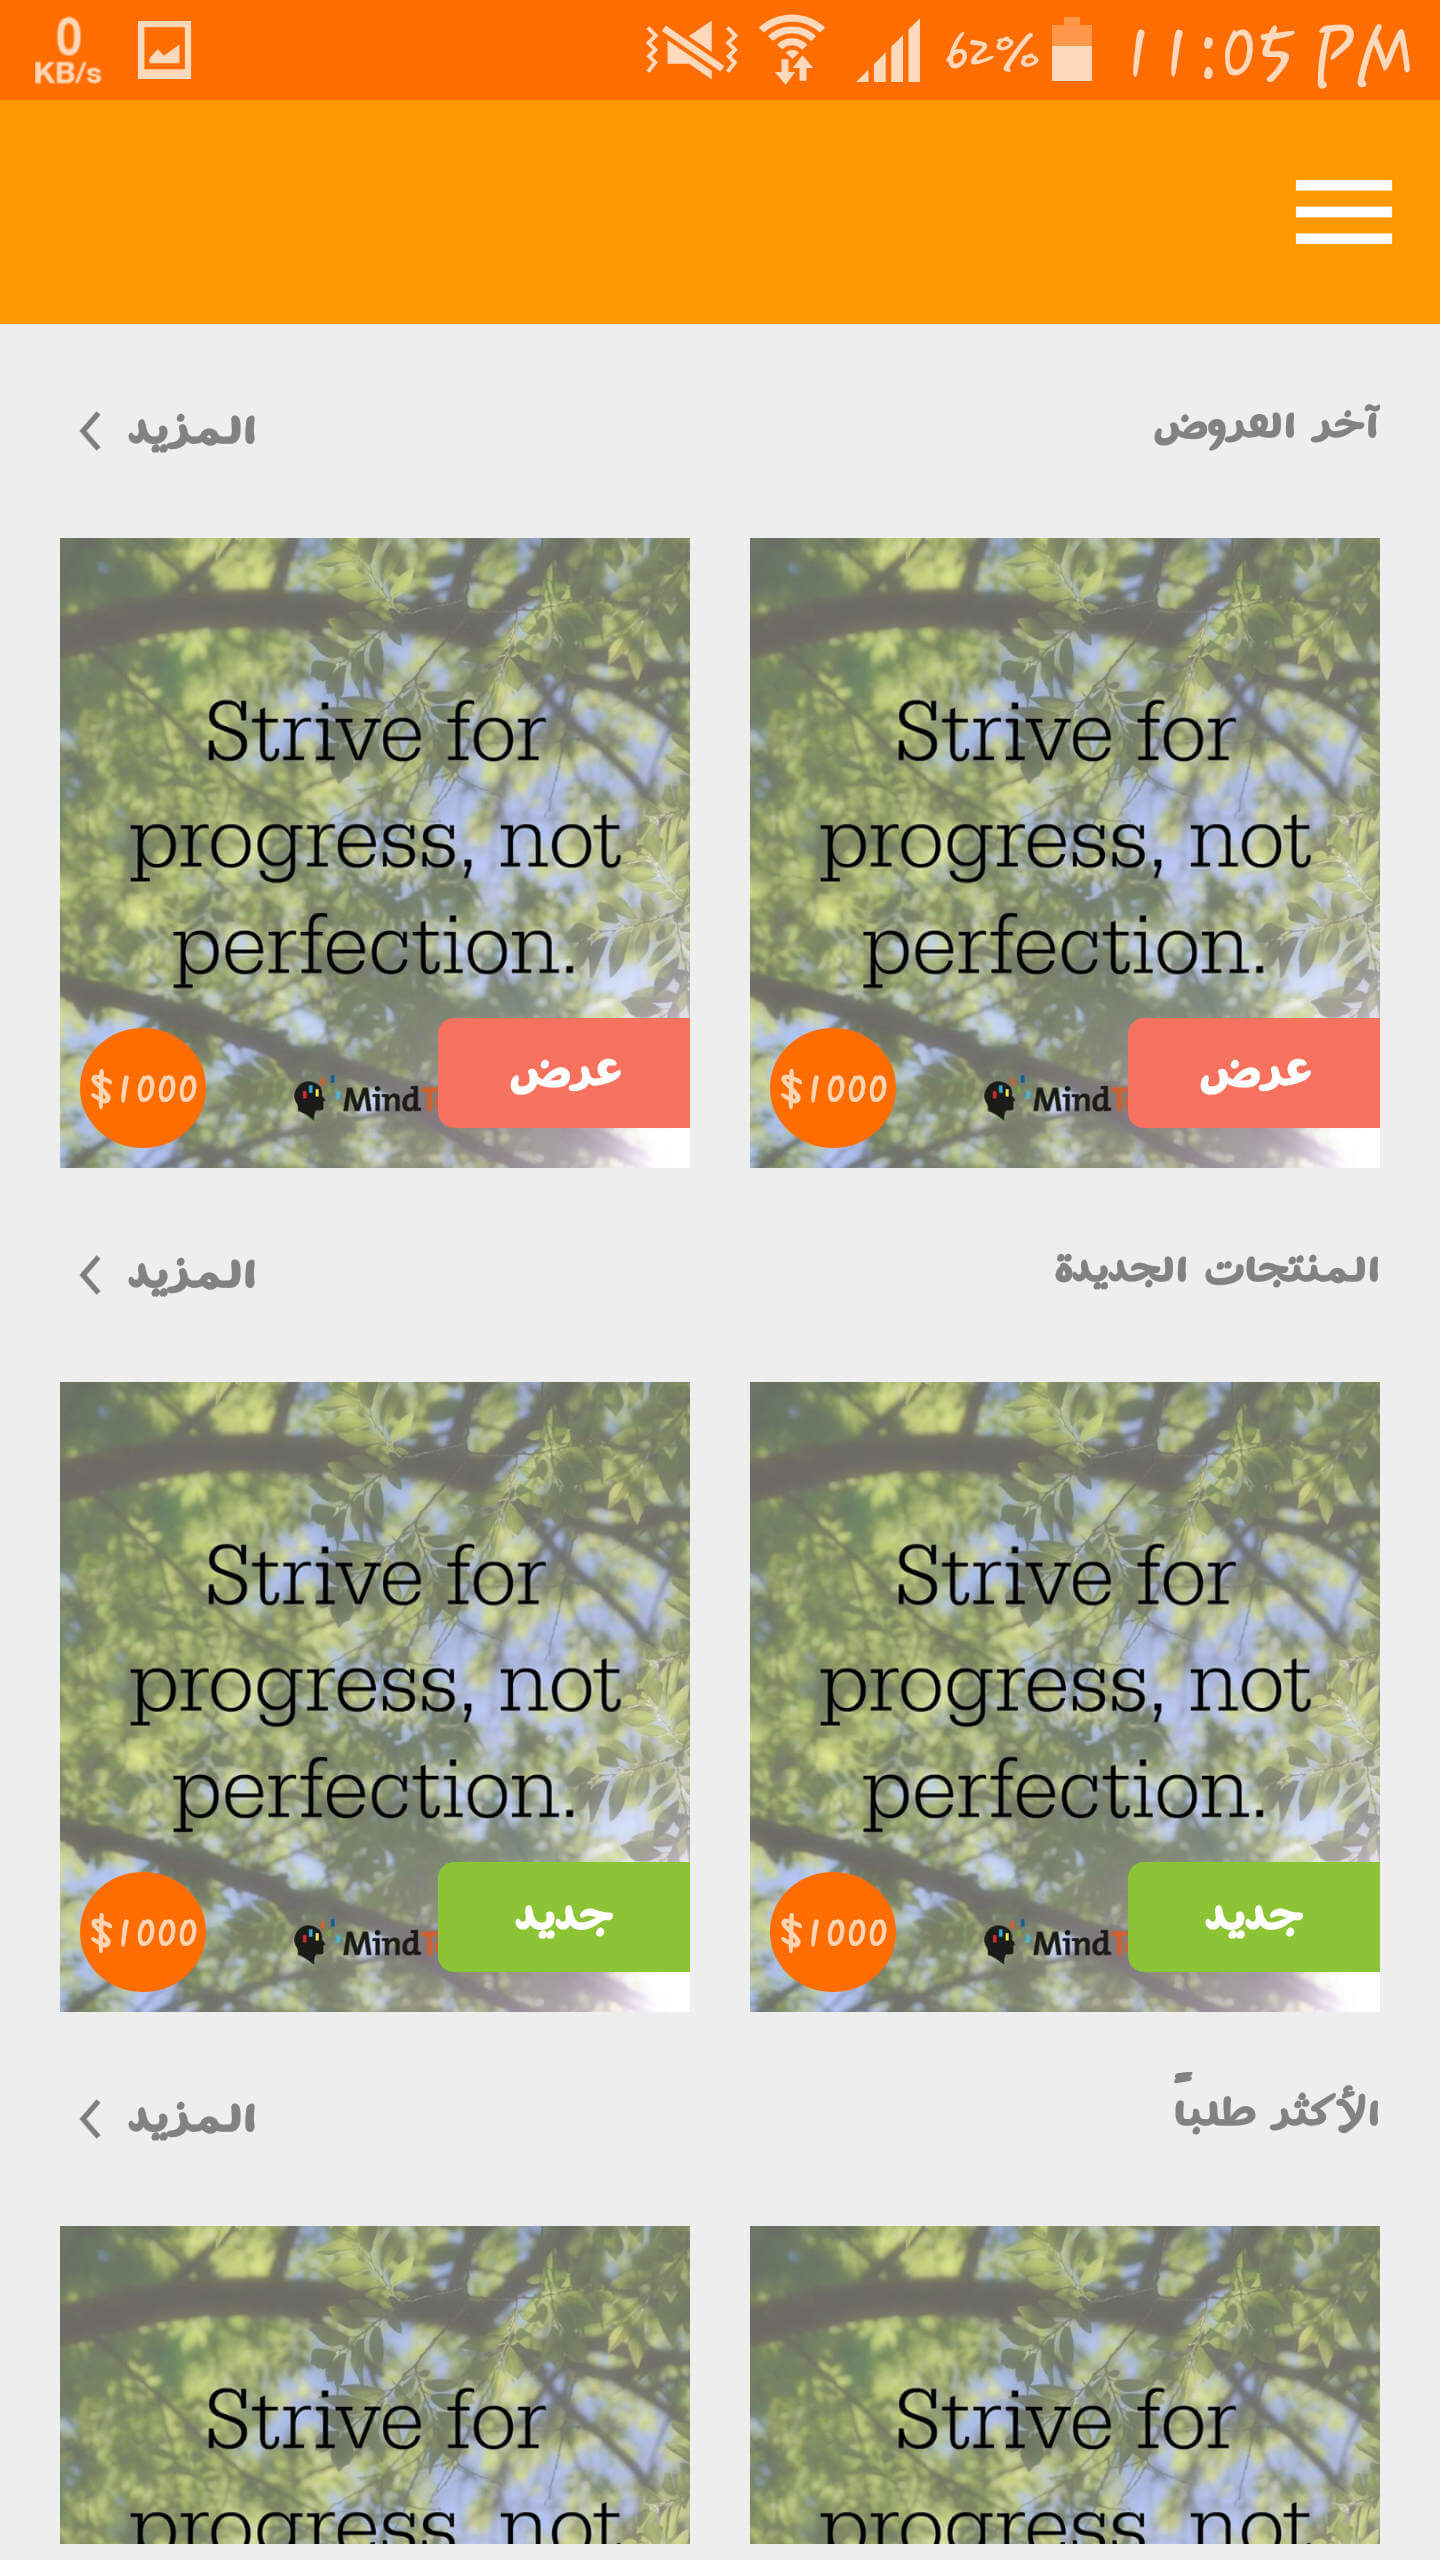 0
KB/s
62%
11:05 PM
آخر العروض
المزيد
Strive for
progress, not
perfection.
$1000
Mind
عرض
Strive for
progress, not
perfection.
$1000
Mind
عرض
المنتجات الجديدة
المزيد
Strive for
progress, not
perfection.
$1000
MindT
جديد
Strive for
progress, not
perfection.
$1000
MindT
جديد
الأكثر طلباً
المزيد
Strive for
progress, not
Strive for
progress, not